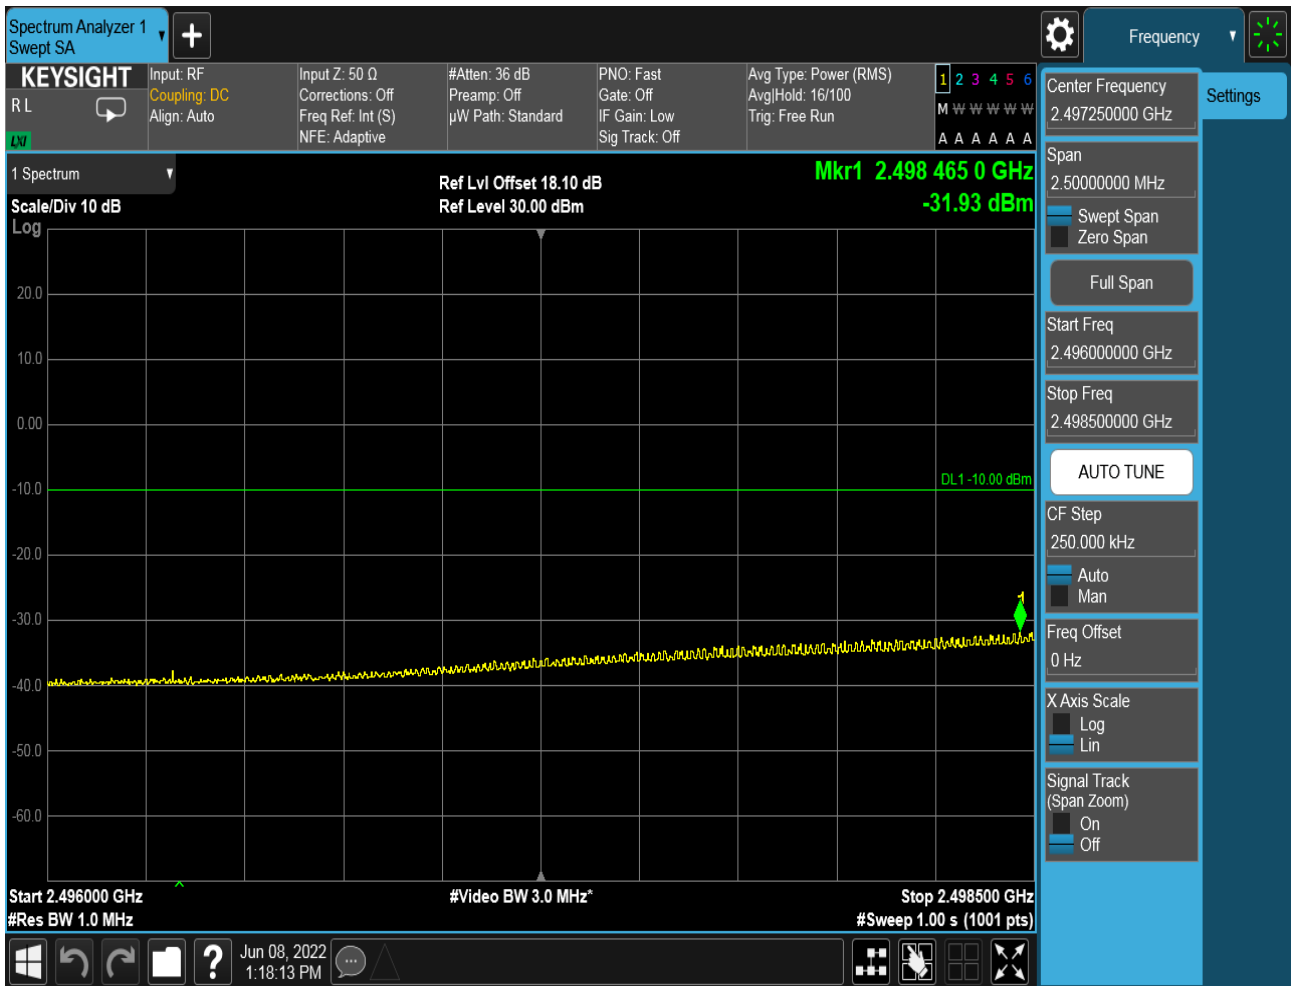 Spectrum Analyzer 1
Swept SA
Frequency
KEYSIGHT
R L
LXI
Input: RF
Coupling: DC
Align: Auto
Input Z: 50 Ω
Corrections: Off
Freq Ref: Int (S)
NFE: Adaptive
#Atten: 36 dB
Preamp: Off
µW Path: Standard
PNO: Fast
Gate: Off
IF Gain: Low
Sig Track: Off
Avg Type: Power (RMS)
Avg|Hold: 16/100
Trig: Free Run
1 2 3 4 5 6
M W W W W W
A A A A A A
1 Spectrum
Scale/Div 10 dB
Log
Ref Lvl Offset 18.10 dB
Ref Level 30.00 dBm
Mkr1 2.498 465 0 GHz
-31.93 dBm
20.0
10.0
0.00
-10.0
DL1 -10.00 dBm
-20.0
1
-30.0
-40.0
-50.0
-60.0
Start 2.496000 GHz
#Res BW 1.0 MHz
#Video BW 3.0 MHz*
Stop 2.498500 GHz
#Sweep 1.00 s (1001 pts)
Jun 08, 2022
1:18:13 PM
Center Frequency
2.497250000 GHz
Span
2.50000000 MHz
Swept Span
Zero Span
Full Span
Start Freq
2.496000000 GHz
Stop Freq
2.498500000 GHz
AUTO TUNE
CF Step
250.000 kHz
Auto
Man
Freq Offset
0 Hz
X Axis Scale
Log
Lin
Signal Track
(Span Zoom)
On
Off
Settings